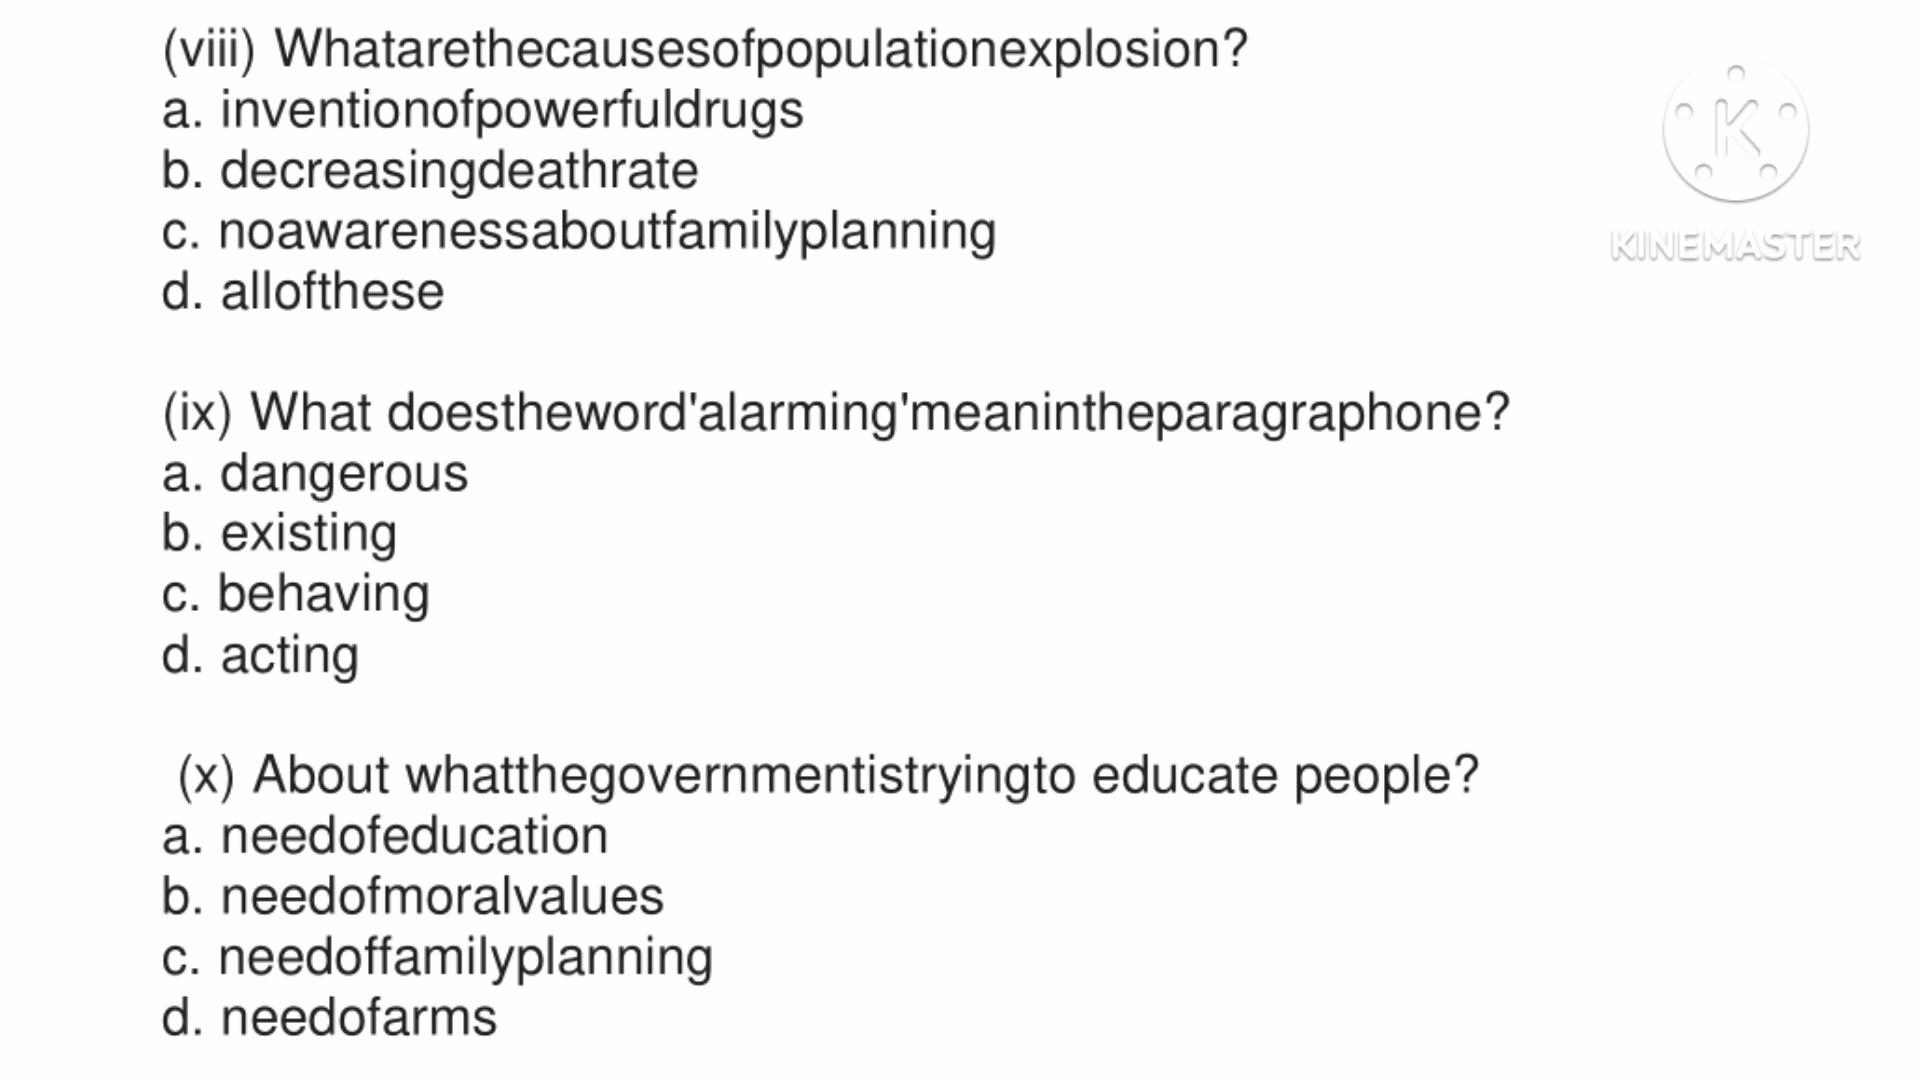 (viii) Whatarethecausesofpopulationexplosion?
a. inventionofpowerfuldrugs
b. decreasingdeathrate
c. noawarenessaboutfamilyplanning
d. allofthese
K
KINEMASTER
(ix) What doestheword'alarming'meanintheparagraphone?
a. dangerous
b. existing
c. behaving
d. acting
(x) About whatthegovernmentistryingto educate people?
a. needofeducation
b. needofmoralvalues
c. needoffamilyplanning
d. needofarms